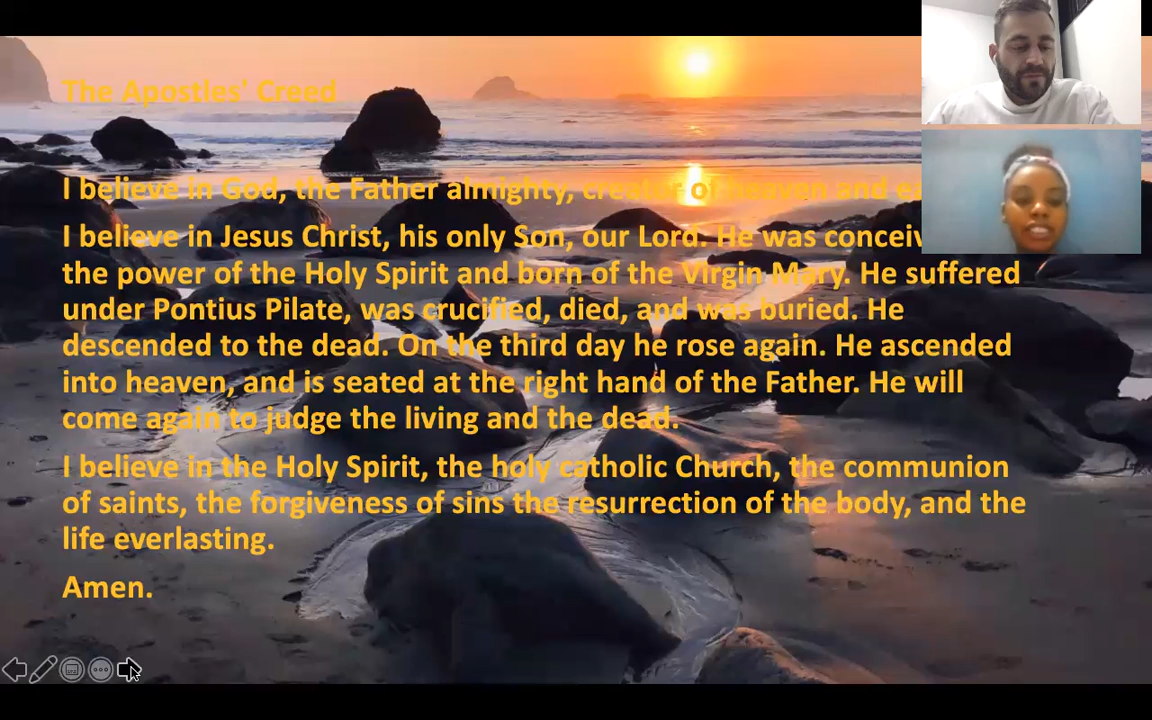 The Apostles' Creed
I believe in God, the Father almighty, creator of heaven and
I believe in Jesus Christ, his only Son, our Lord. He was
the power of the Holy Spirit and born of the Virgin Mary. He suffered
under Pontius Pilate, was crucified, died, and was buried. He
descended to the dead. On the third day he rose again. He ascended
into heaven, and is seated at the right hand of the Father. He will
come again to judge the living and the dead.
I believe in the Holy Spirit, the holy catholic Church, the communion
of saints, the forgiveness of sins the resurrection of the body, and the
life everlasting.
Amen.